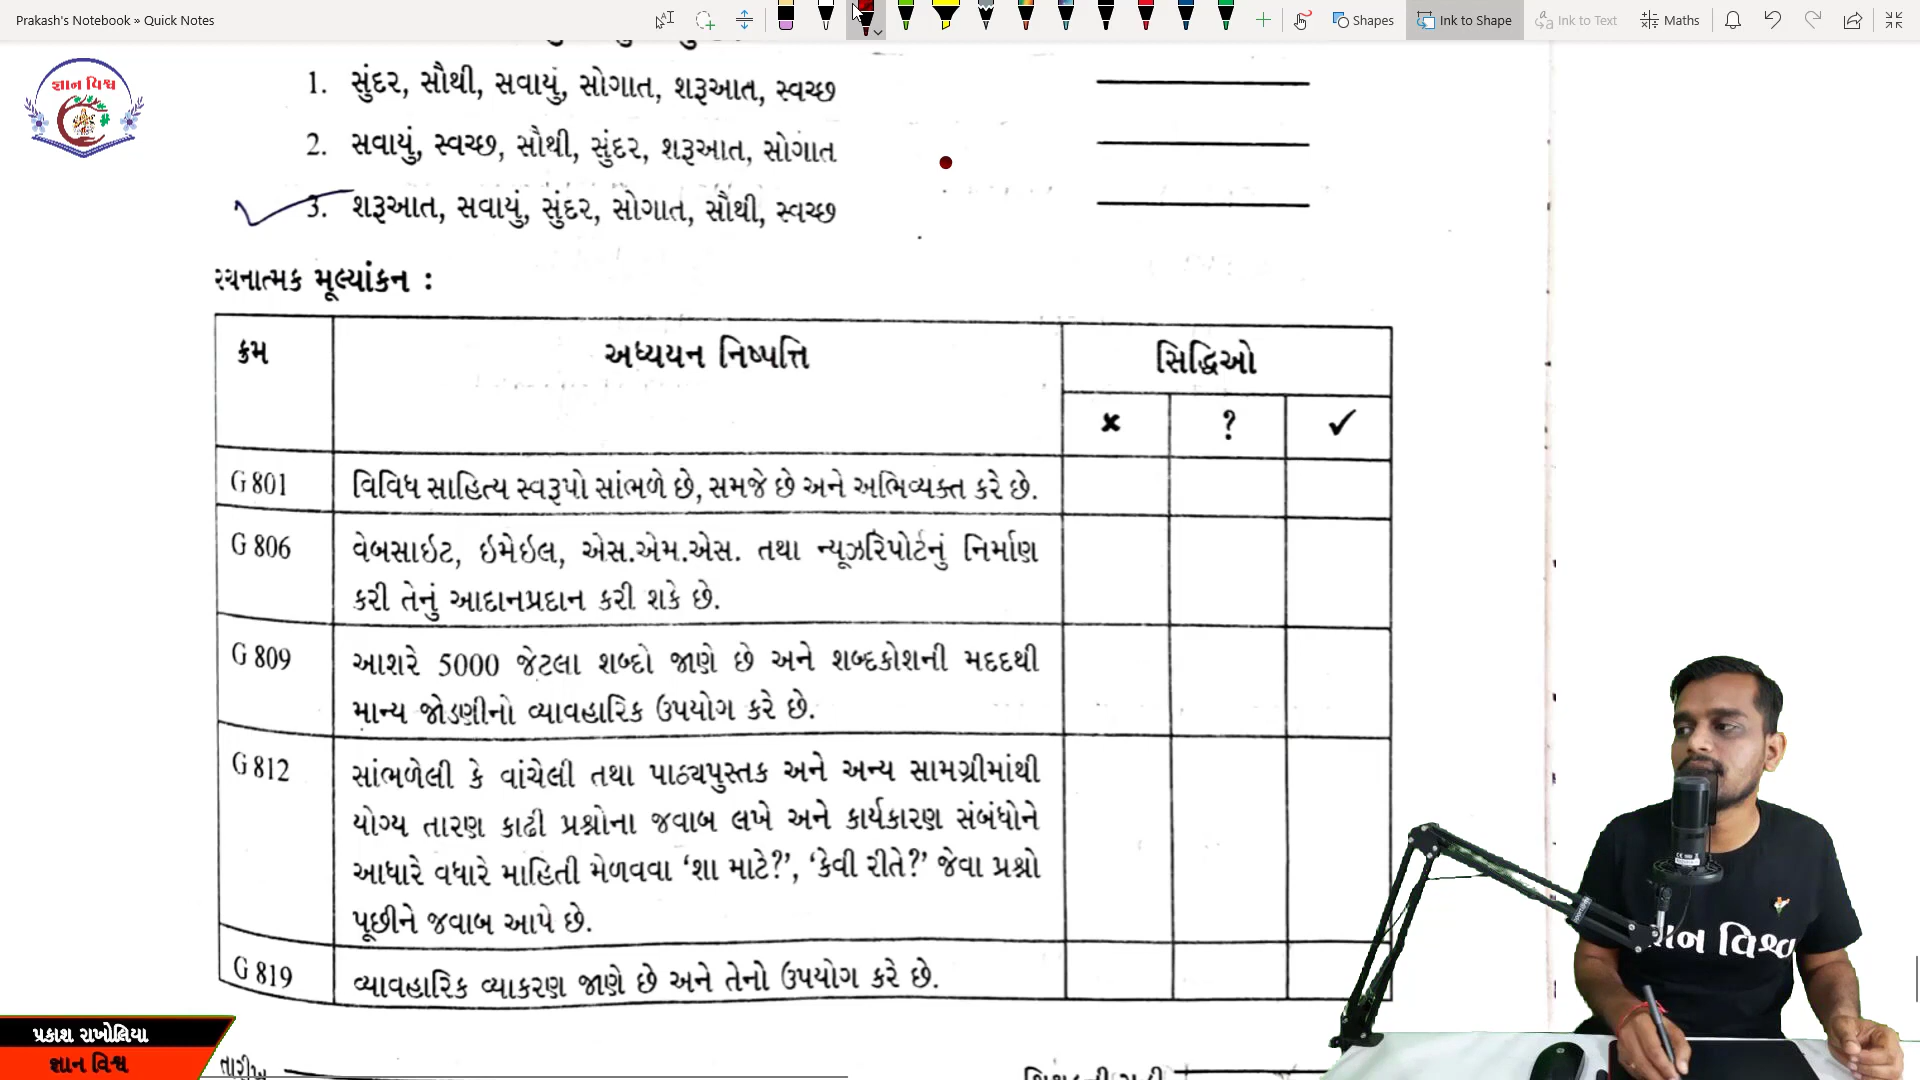 Prakash's Notebook » Quick Notes
Shapes
Ink to Shape
Ink to Text
Maths
જ્ઞાન વિશ્વ
1. સુંદર, સૌથી, સવાયું, સોગાત, શરૂઆત, સ્વચ્છ
2. સવાયું, સ્વચ્છ, સૌથી, સુંદર, શરૂઆત, સોગાત
3. શરૂઆત, સવાયું, સુંદર, સોગાત, સૌથી, સ્વચ્છ
રચનાત્મક મૂલ્યાંકન :
ક્રમ
અધ્યયન નિષ્પત્તિ
સિદ્ધિઓ
× ? ✓
G 801 વિવિધ સાહિત્ય સ્વરૂપો સાંભળે છે, સમજે છે અને અભિવ્યક્ત કરે છે.
G 806 વેબસાઇટ, ઇમેઇલ, એસ.એમ.એસ. તથા ન્યૂઝરિપોર્ટનું નિર્માણ
કરી તેનું આદાનપ્રદાન કરી શકે છે.
G 809 આશરે 5000 જેટલા શબ્દો જાણે છે અને શબ્દકોશની મદદથી
માન્ય જોડણીનો વ્યાવહારિક ઉપયોગ કરે છે.
G 812 સાંભળેલી કે વાંચેલી તથા પાઠ્યપુસ્તક અને અન્ય સામગ્રીમાંથી
યોગ્ય તારણ કાઢી પ્રશ્નોના જવાબ લખે અને કાર્યકારણ સંબંધોને
આધારે વધારે માહિતી મેળવવા ‘શા માટે?’, ‘કેવી રીતે?’ જેવા પ્રશ્નો
પૂછીને જવાબ આપે છે.
G 819 વ્યાવહારિક વ્યાકરણ જાણે છે અને તેનો ઉપયોગ કરે છે.
પ્રકાશ રાખોલિયા
જ્ઞાન વિશ્વ
વિશ્વ